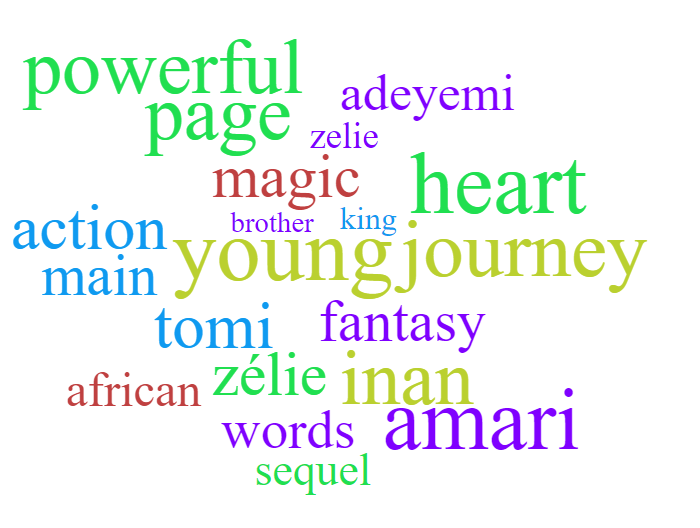 powerful
adeyemi
page
zelie
magic
heart
action
brother
king
young
journey
main
tomi
fantasy
zélie
inan
african
words
amari
sequel